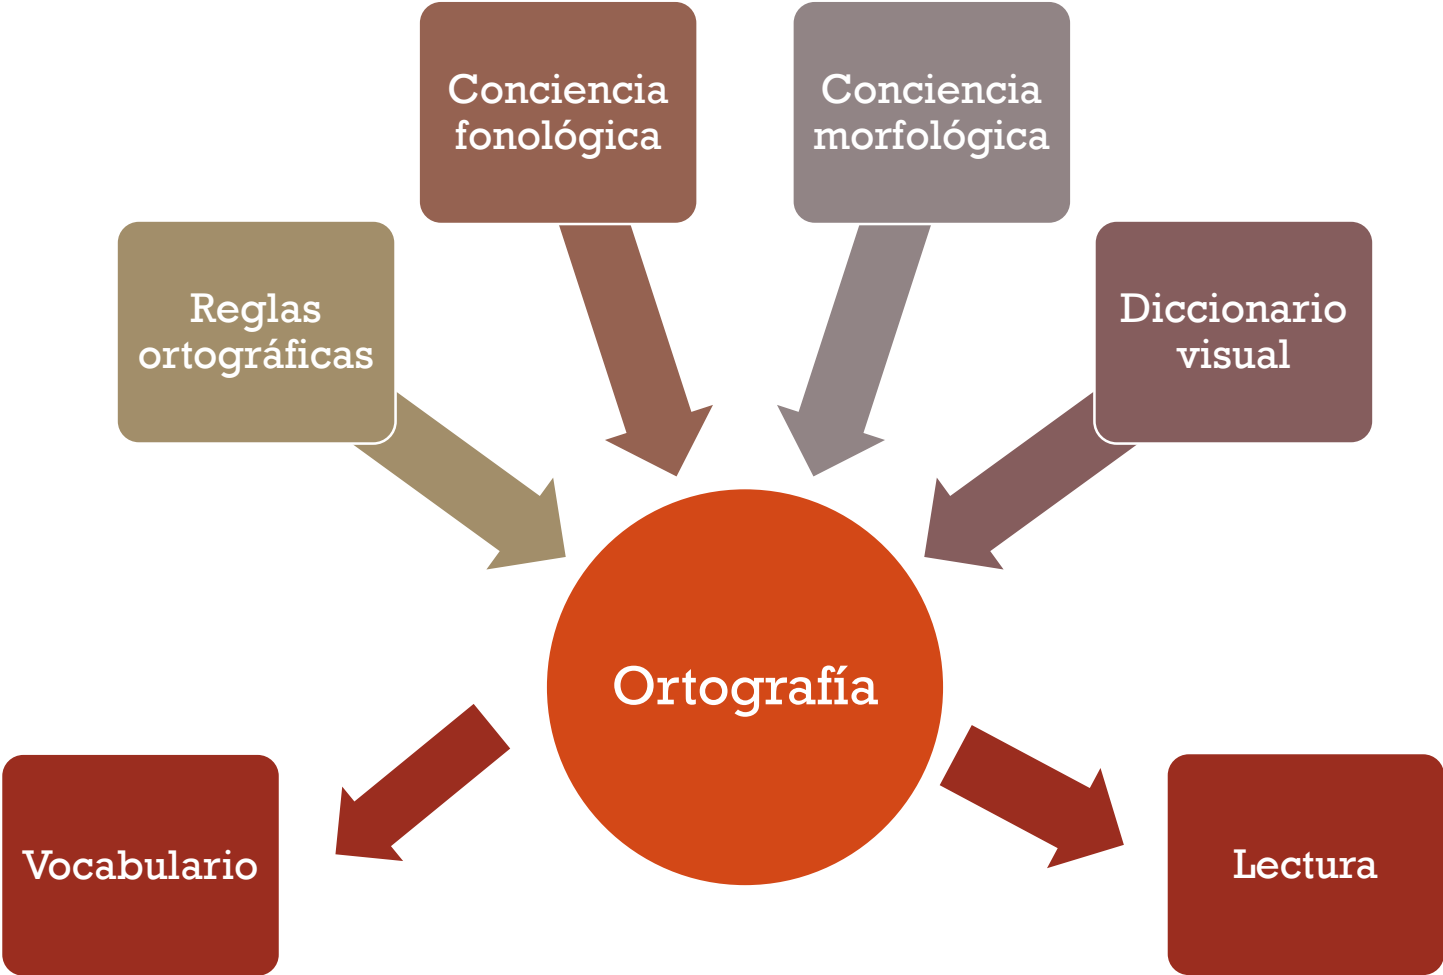 Conciencia
fonológica
Conciencia
morfológica
Reglas
ortográficas
Diccionario
visual
Ortografía
Vocabulario
Lectura